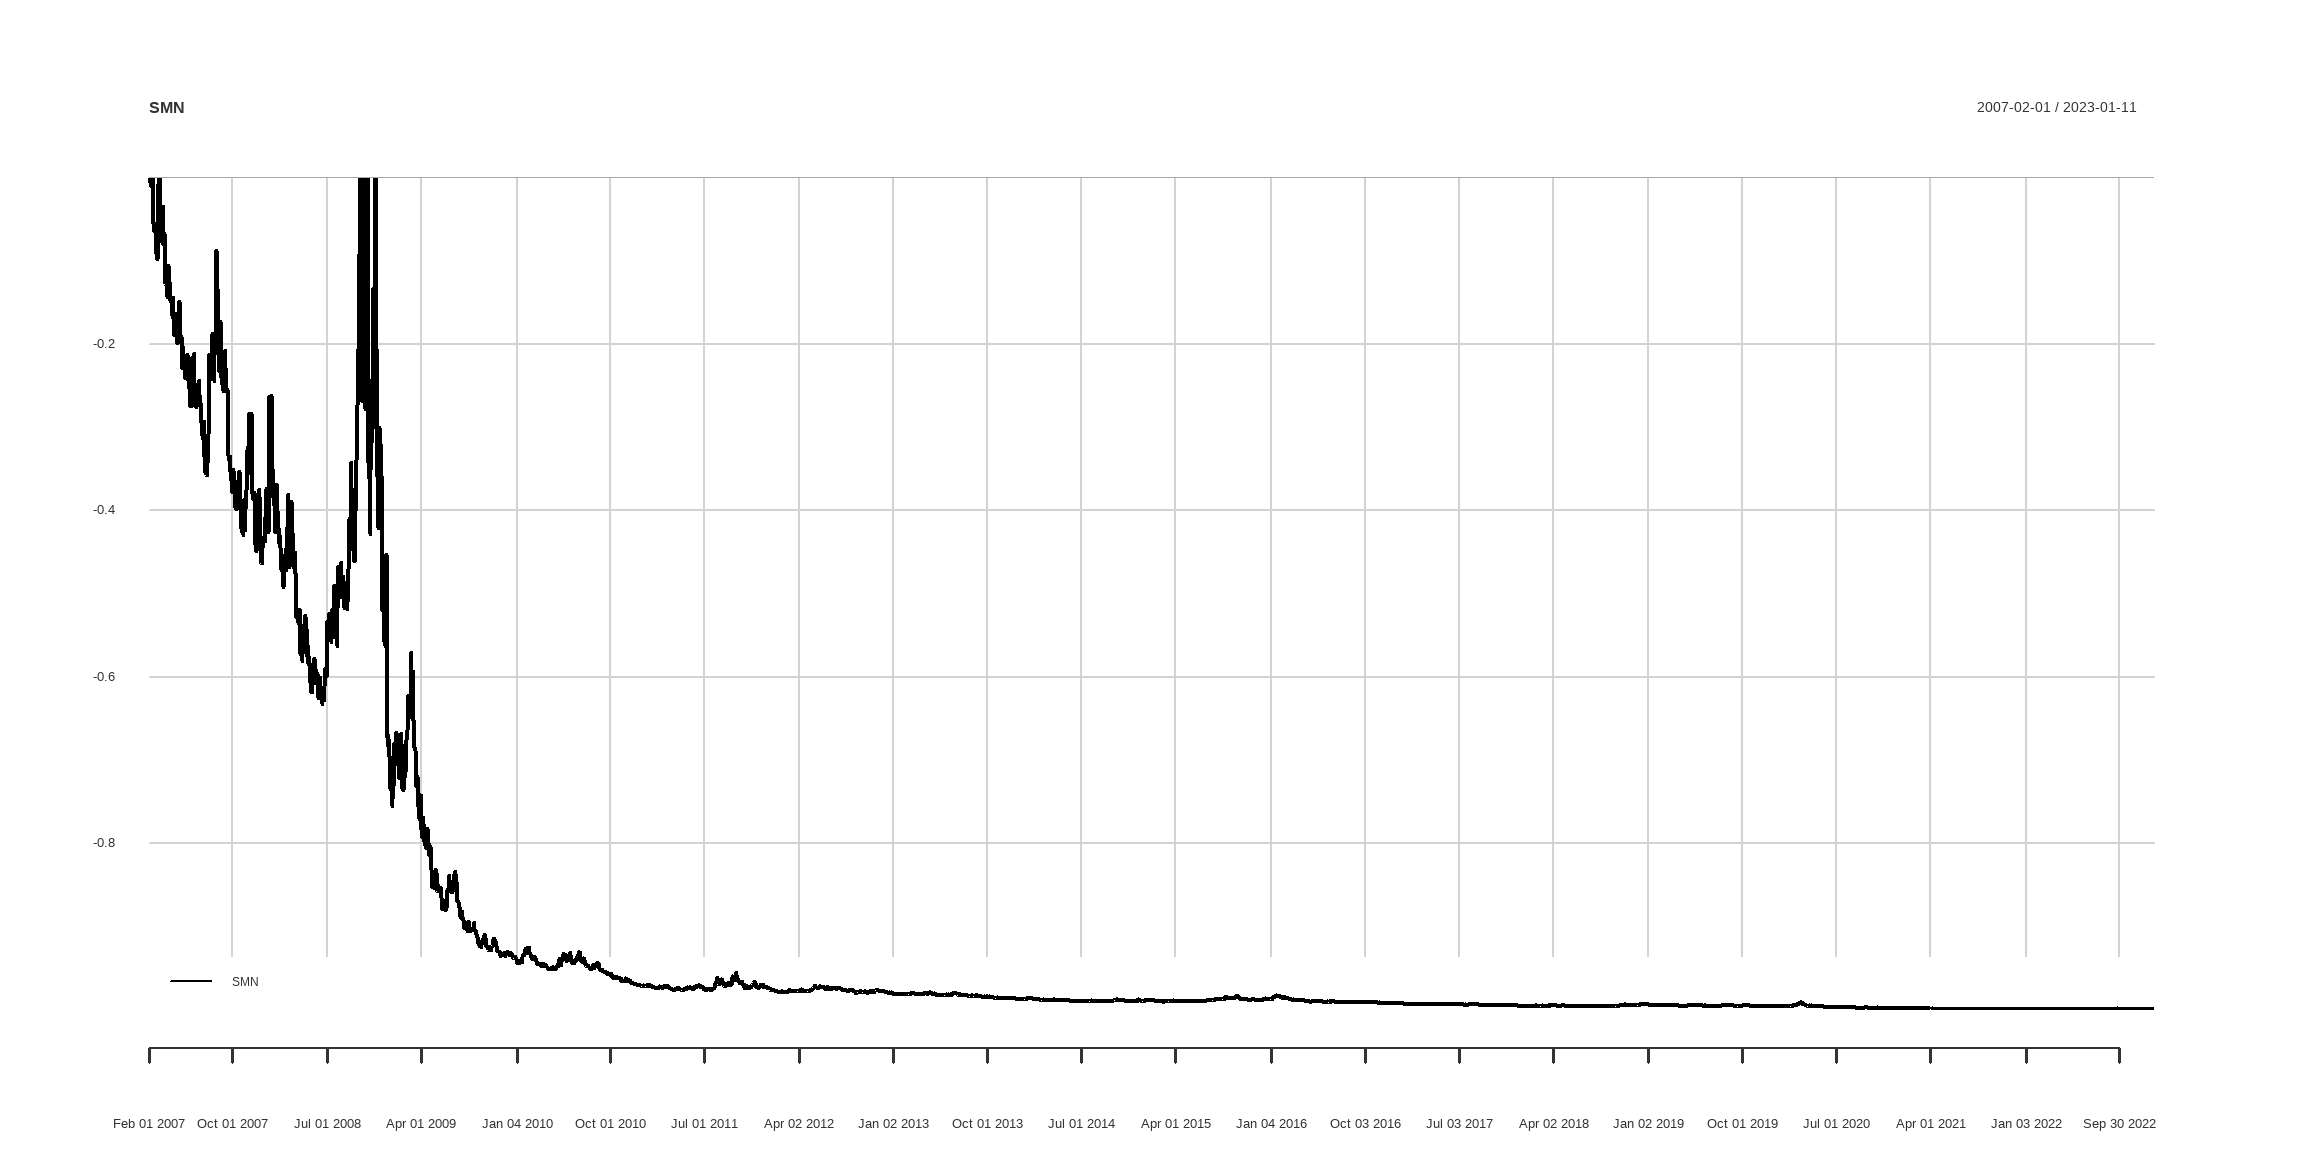 SMN
2007-02-01 / 2023-01-11
-0.2
-0.4
-0.6
-0.8
SMN
Feb 01 2007 Oct 01 2007 Jul 01 2008 Apr 01 2009 Jan 04 2010 Oct 01 2010 Jul 01 2011 Apr 02 2012 Jan 02 2013 Oct 01 2013 Jul 01 2014 Apr 01 2015 Jan 04 2016 Oct 03 2016 Jul 03 2017 Apr 02 2018 Jan 02 2019 Oct 01 2019 Jul 01 2020 Apr 01 2021 Jan 03 2022 Sep 30 2022